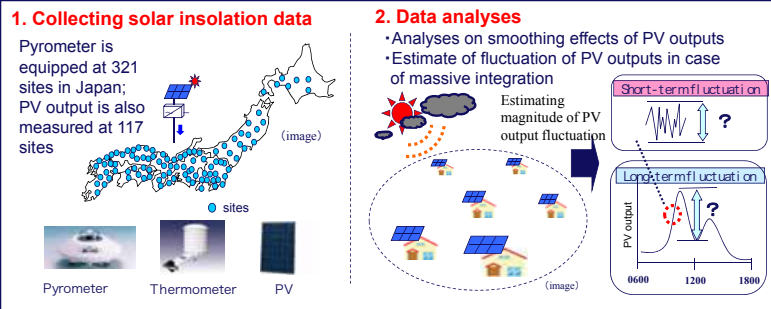 1. Collecting solar insolation data
Pyrometer is
equipped at 321
sites in Japan;
PV output is also
measured at 117
sites
(image)
sites
Pyrometer
Thermometer
PV
2. Data analyses
・Analyses on smoothing effects of PV outputs
・Estimate of fluctuation of PV outputs in case
of massive integration
Estimating
magnitude of PV
output fluctuation
(image)
Short-term fluctuation
?
Long-term fluctuation
?
PV output
0600
1200
1800